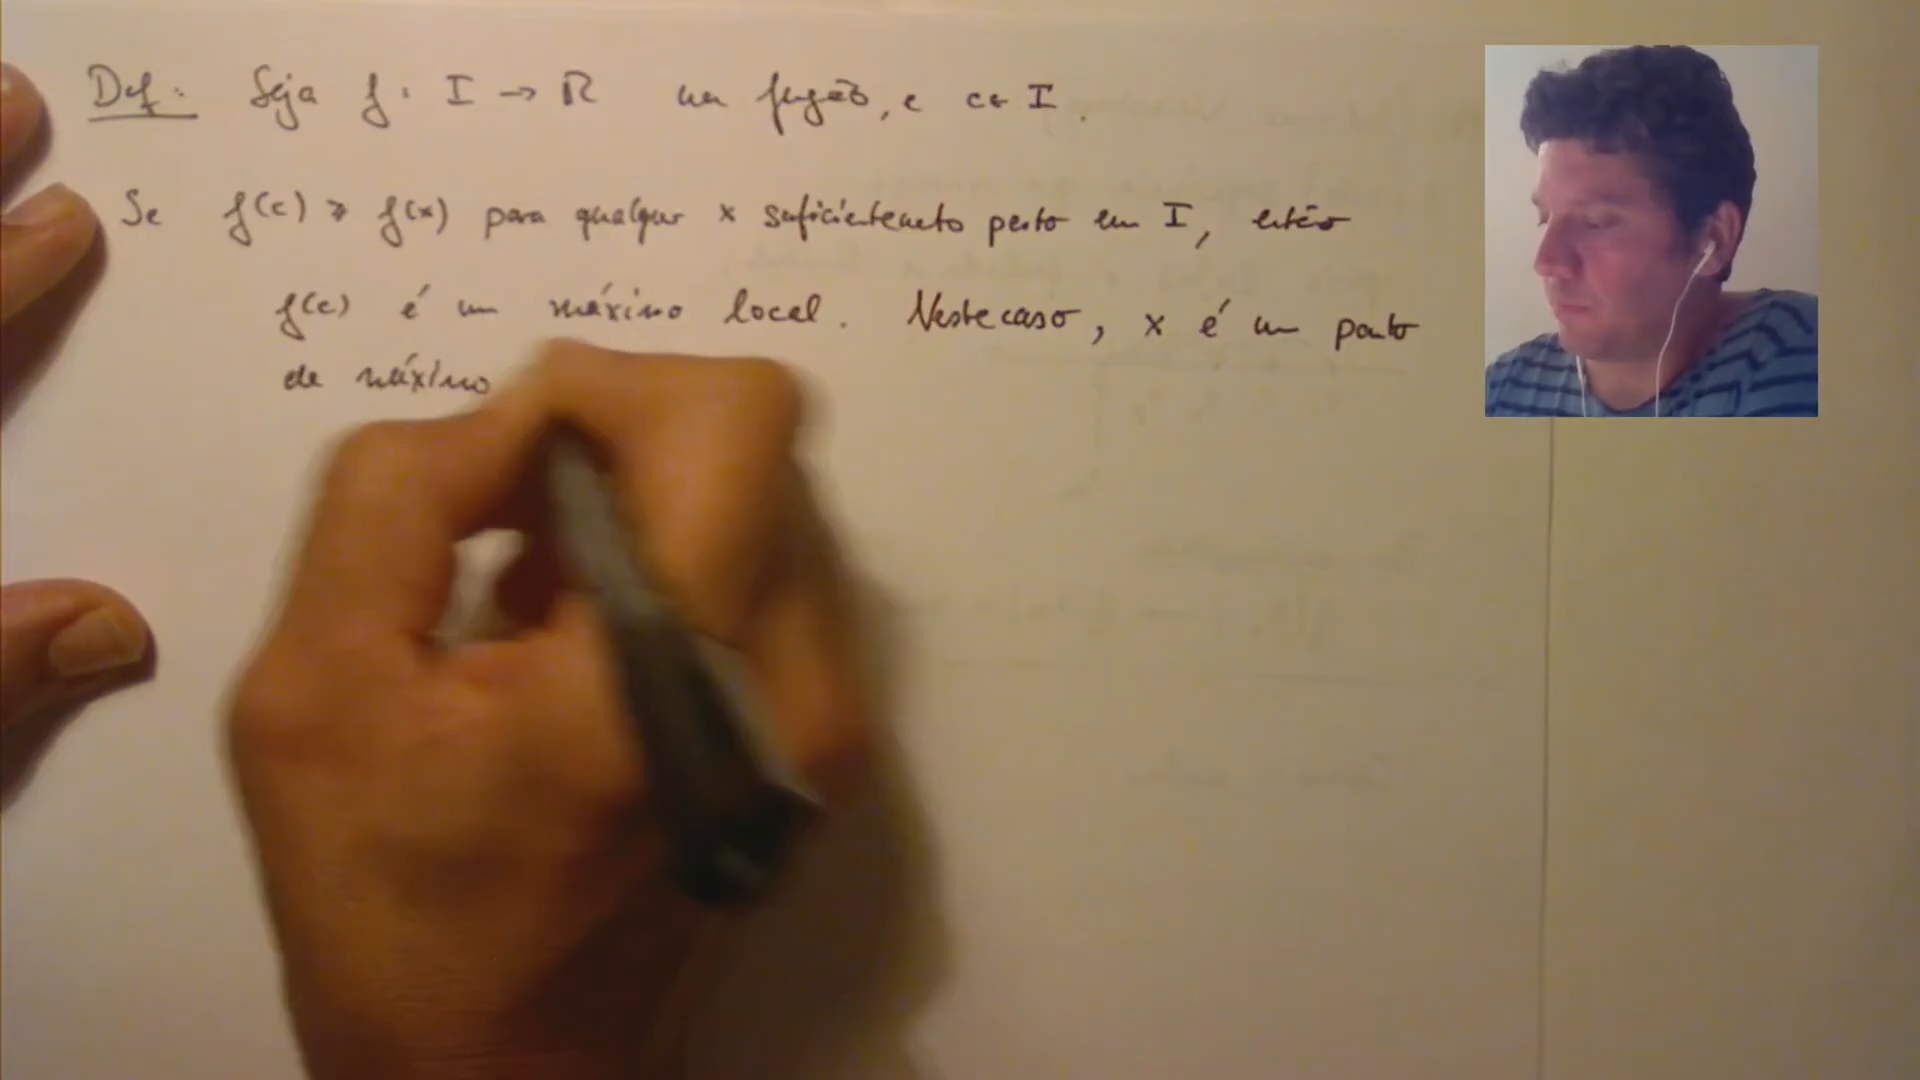 Def: Seja f: I → R um função, e c ∈ I.
Se f(c) ≥ f(x) para qualquer x suficientemente perto em I, então
f(c) é um máximo local. Neste caso, x é um ponto
de máximo